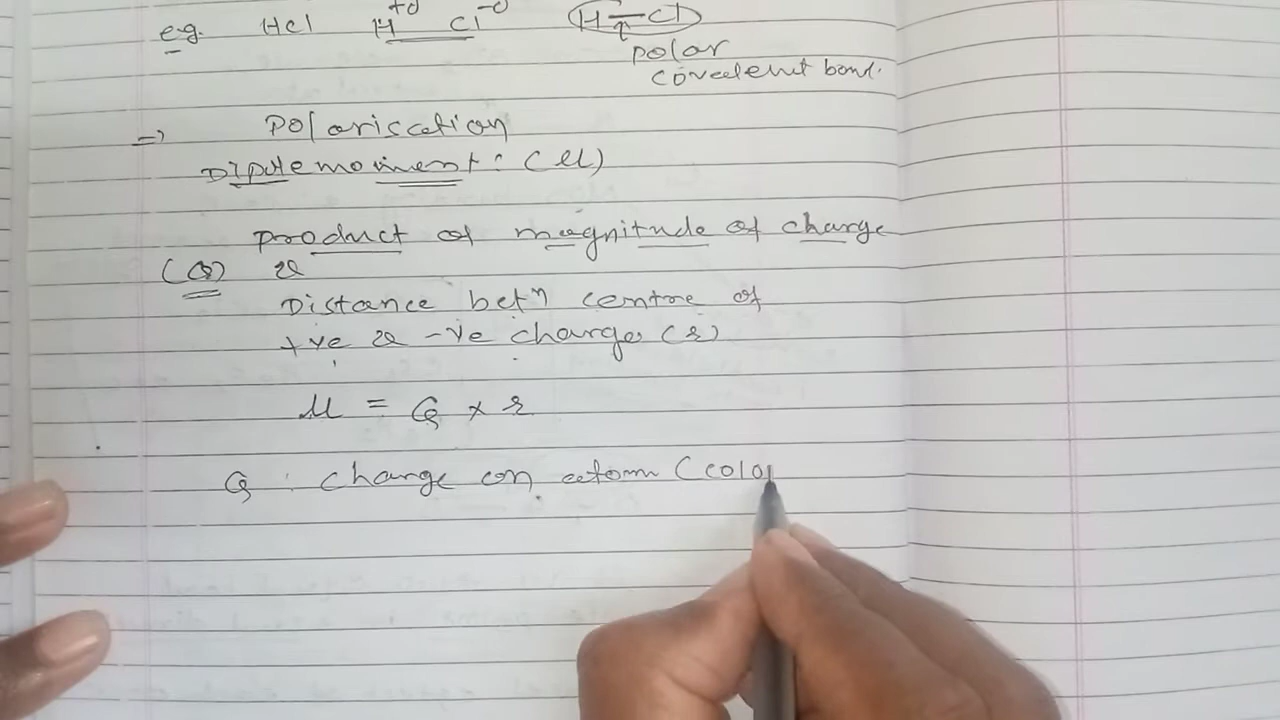 e.g. HCl H+δ Cl-δ H-Cl
polar
covalent bond.
⇒ Polarisation
Dipole moment : (μ)
product of magnitude of charge
(Q) &
Distance betn centre of
+ve & -ve charge (r)
μ = Q × r
Q : charge on atom (colo